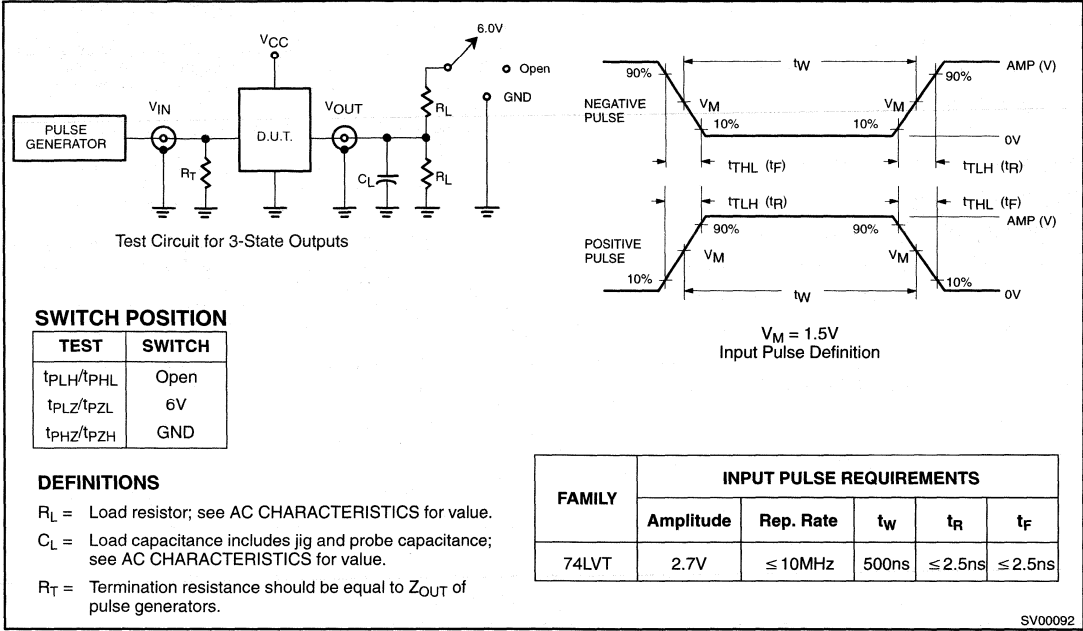 VCC
6.0V
Open
GND
VIN
VOUT
RL
PULSE
GENERATOR
D.U.T.
RT
CL
RL
Test Circuit for 3-State Outputs
tW
AMP (V)
90%
90%
NEGATIVE
PULSE
VM
VM
10%
10%
0V
tTHL (tF)
tTLH (tR)
tTLH (tR)
tTHL (tF)
AMP (V)
90%
90%
POSITIVE
PULSE
VM
VM
10%
10%
tW
0V
VM = 1.5V
Input Pulse Definition
SWITCH POSITION
TEST SWITCH
tPLH/tPHL Open
tPLZ/tPZL 6V
tPHZ/tPZH GND
DEFINITIONS
RL = Load resistor; see AC CHARACTERISTICS for value.
CL = Load capacitance includes jig and probe capacitance;
see AC CHARACTERISTICS for value.
RT = Termination resistance should be equal to ZOUT of
pulse generators.
FAMILY
INPUT PULSE REQUIREMENTS
Amplitude Rep. Rate tW tR tF
74LVT 2.7V ≤ 10MHz 500ns ≤ 2.5ns ≤ 2.5ns
SV00092